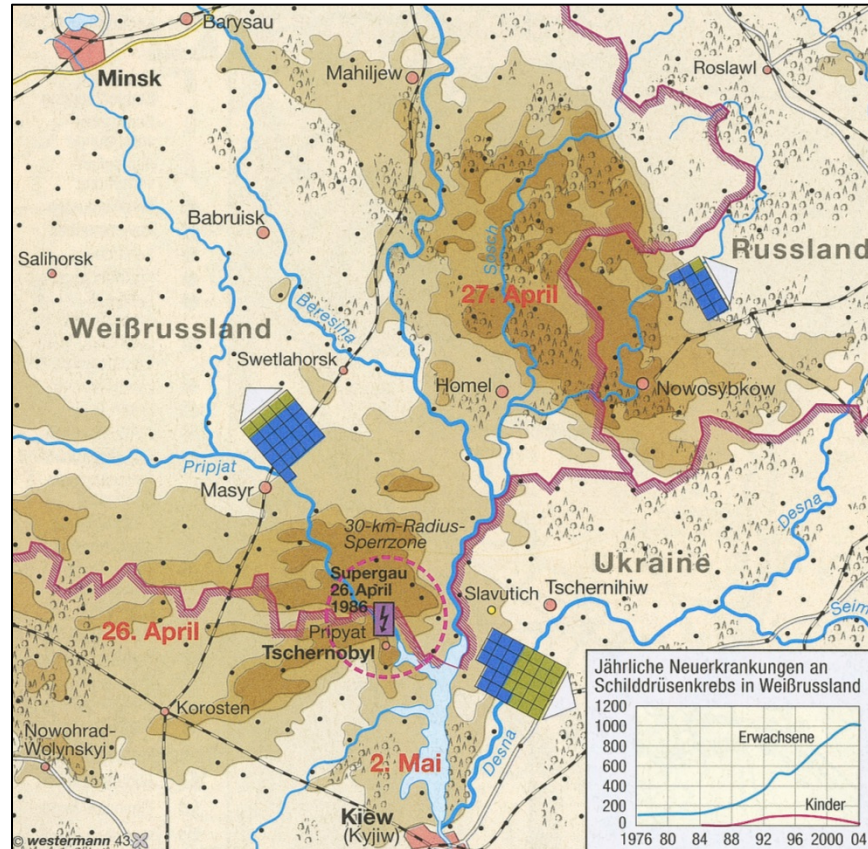 Barysau
Minsk
Mahiljew
Roslawl
Babruisk
Salihorsk
Weißrussland
Beresina
Swetlahorsk
Sosch
27. April
Russland
Homel
Nowosybkow
Pripjat
Masyr
30-km-Radius-
Sperrzone
Supergau
26. April
1986
Pripyat
Tschernobyl
26. April
Korosten
Nowohrad-
Wolynskyj
2. Mai
Kiew
(Kyjiw)
Desna
Slavutich
Tschernihiw
Ukraine
Desna
Seim
Jährliche Neuerkrankungen an
Schilddrüsenkrebs in Weißrussland
1200
1000
800
600
400
200
0
Erwachsene
Kinder
1976 80 84 88 92 96 2000 04
© westermann 43